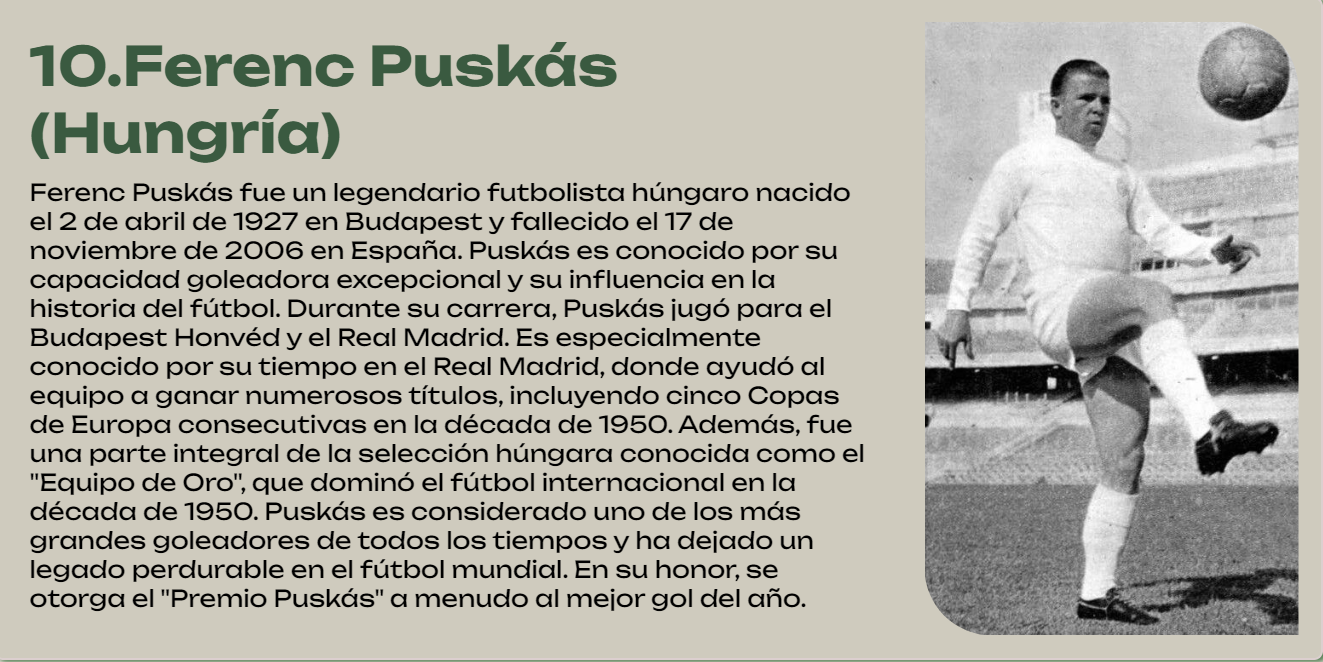 10.Ferenc Puskás
(Hungría)
Ferenc Puskás fue un legendario futbolista húngaro nacido
el 2 de abril de 1927 en Budapest y fallecido el 17 de
noviembre de 2006 en España. Puskás es conocido por su
capacidad goleadora excepcional y su influencia en la
historia del fútbol. Durante su carrera, Puskás jugó para el
Budapest Honvéd y el Real Madrid. Es especialmente
conocido por su tiempo en el Real Madrid, donde ayudó al
equipo a ganar numerosos títulos, incluyendo cinco Copas
de Europa consecutivas en la década de 1950. Además, fue
una parte integral de la selección húngara conocida como el
"Equipo de Oro", que dominó el fútbol internacional en la
década de 1950. Puskás es considerado uno de los más
grandes goleadores de todos los tiempos y ha dejado un
legado perdurable en el fútbol mundial. En su honor, se
otorga el "Premio Puskás" a menudo al mejor gol del año.